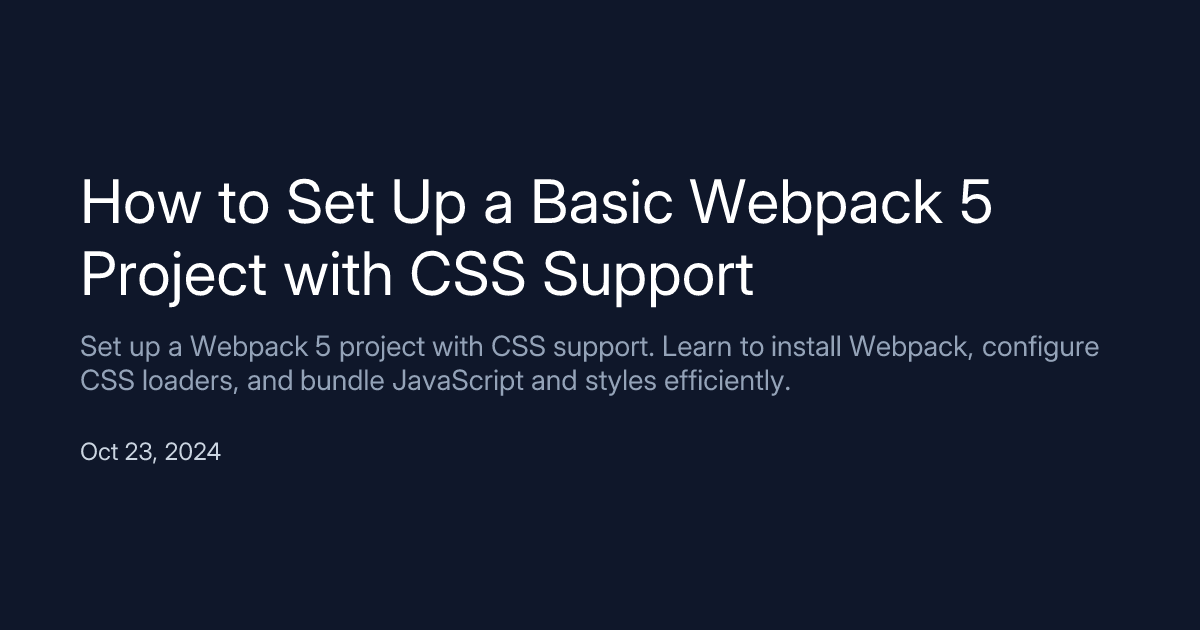 How to Set Up a Basic Webpack 5
Project with CSS Support
Set up a Webpack 5 project with CSS support. Learn to install Webpack, configure
CSS loaders, and bundle JavaScript and styles efficiently.
Oct 23, 2024